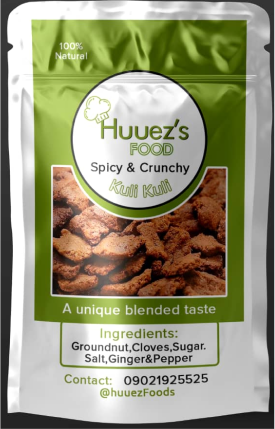 100%
Natural
Huuez's
FOOD
Spicy & Crunchy
Kuli Kuli
A unique blended taste
Ingredients:
Groundnut,Cloves,Sugar.
Salt,Ginger&Pepper
Contact: 09021925525
@huuezFoods